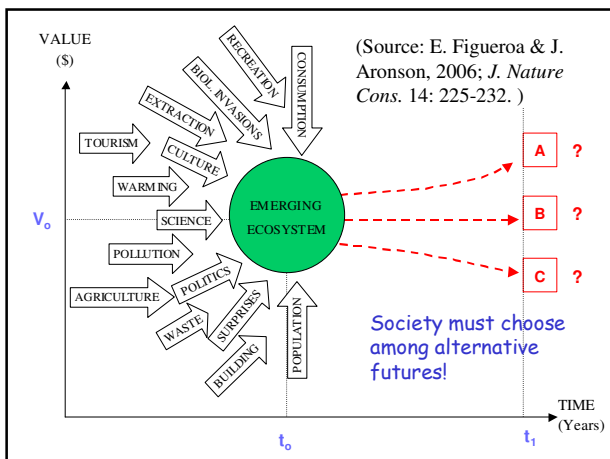 VALUE
($)
(Source: E. Figueroa & J.
Aronson, 2006; J. Nature
Cons. 14: 225-232. )
RECREATION
CONSUMPTION
BIOL. INVASIONS
EXTRACTION
TOURISM
CULTURE
WARMING
SCIENCE
POLLUTION
POLITICS
AGRICULTURE
WASTE
SURPRISES
BUILDING
POPULATION
EMERGING
ECOSYSTEM
A ?
B ?
C ?
Vo
Society must choose
among alternative
futures!
TIME
(Years)
to
t1